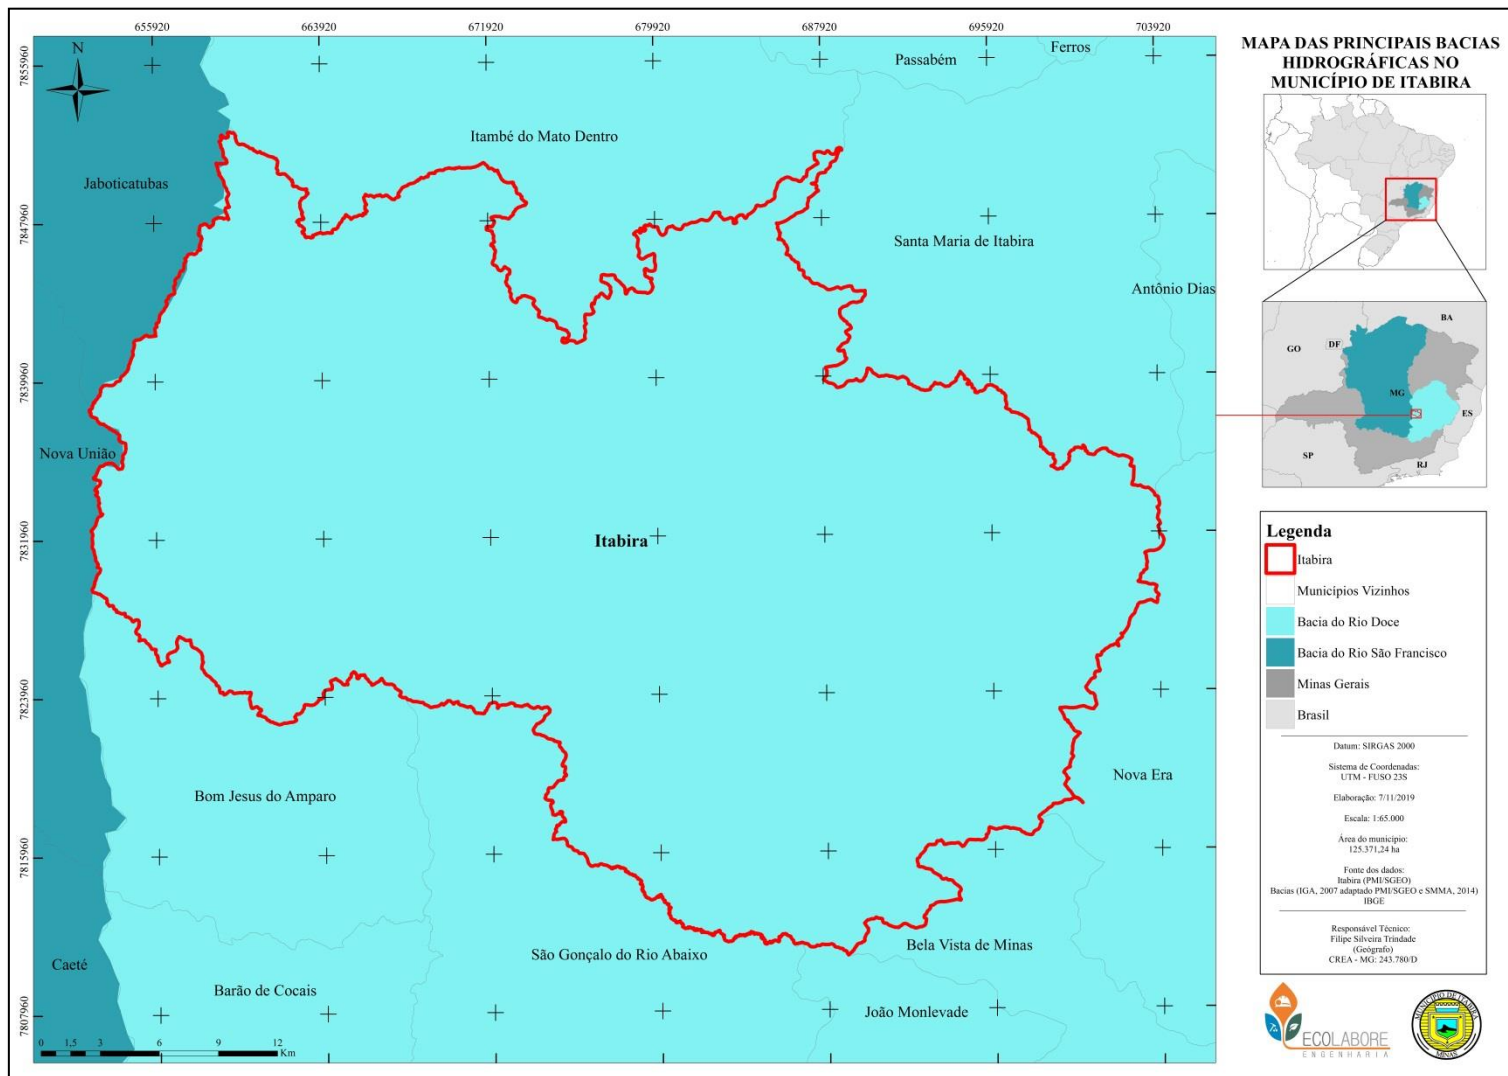 655920 663920 671920 679920 687920 695920 703920
MAPA DAS PRINCIPAIS BACIAS
HIDROGRÁFICAS NO
MUNICÍPIO DE ITABIRA
N
Ferros
Passabém
7855960
Itambé do Mato Dentro
Jaboticatubas
7847960
Santa Maria de Itabira
Antônio Dias
7839960
BA
GO
DF
MG
ES
SP
RJ
Nova União
7831960
Itabira
Legenda
Itabira
Municípios Vizinhos
Bacia do Rio Doce
Bacia do Rio São Francisco
Minas Gerais
Brasil
7823960
Datum: SIRGAS 2000
Sistema de Coordenadas:
UTM - FUSO 23S
Elaboração: 7/11/2019
Escala: 1:65.000
Área do município:
125.371,24 ha
Fonte dos dados:
Itabira (PMI/SGEO)
Bacias (IGA, 2007 adaptado PMI/SGEO e SMMA, 2014)
IBGE
Responsável Técnico:
Filipe Silveira Trindade
(Geógrafo)
CREA - MG: 243.780/D
Nova Era
Bom Jesus do Amparo
7815960
Bela Vista de Minas
São Gonçalo do Rio Abaixo
Caeté
Barão de Cocais
João Monlevade
7807960
0 1,5 3 6 9 12
Km
ECOLABORE
ENGENHARIA
MUNICÍPIO DE ITABIRA
MINAS